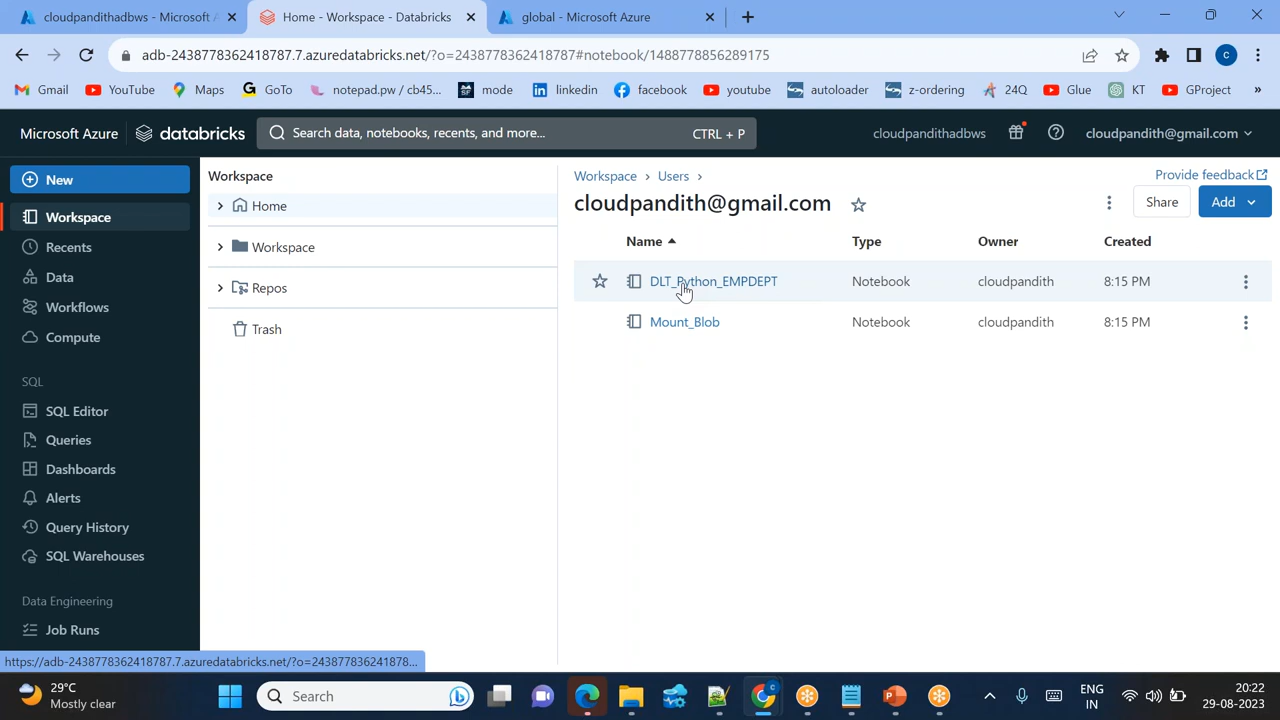 cloudpandithadbws - Microsoft A
Home - Workspace - Databricks
global - Microsoft Azure
adb-2438778362418787.7.azuredatabricks.net/?o=2438778362418787#notebook/1488778856289175
C
Gmail
YouTube
Maps
GoTo
notepad.pw / cb45...
mode
linkedin
facebook
youtube
autoloader
z-ordering
24Q
Glue
KT
GProject
»
Microsoft Azure
databricks
Search data, notebooks, recents, and more...
CTRL + P
cloudpandithadbws
cloudpandith@gmail.com
New
Workspace
Recents
Data
Workflows
Compute
SQL
SQL Editor
Queries
Dashboards
Alerts
Query History
SQL Warehouses
Data Engineering
Job Runs
Workspace
Home
Workspace
Repos
Trash
Workspace › Users ›
Provide feedback
cloudpandith@gmail.com
Share
Add
Name
Type
Owner
Created
DLT_Python_EMPDEPT
Notebook
cloudpandith
8:15 PM
Mount_Blob
Notebook
cloudpandith
8:15 PM
https://adb-2438778362418787.7.azuredatabricks.net/?o=243877836241878...
29°C
Mostly clear
Search
ENG
IN
20:22
29-08-2023